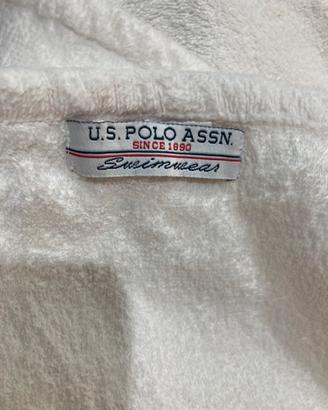 U.S. POLO ASSN.
SINCE 1890
Swimwear